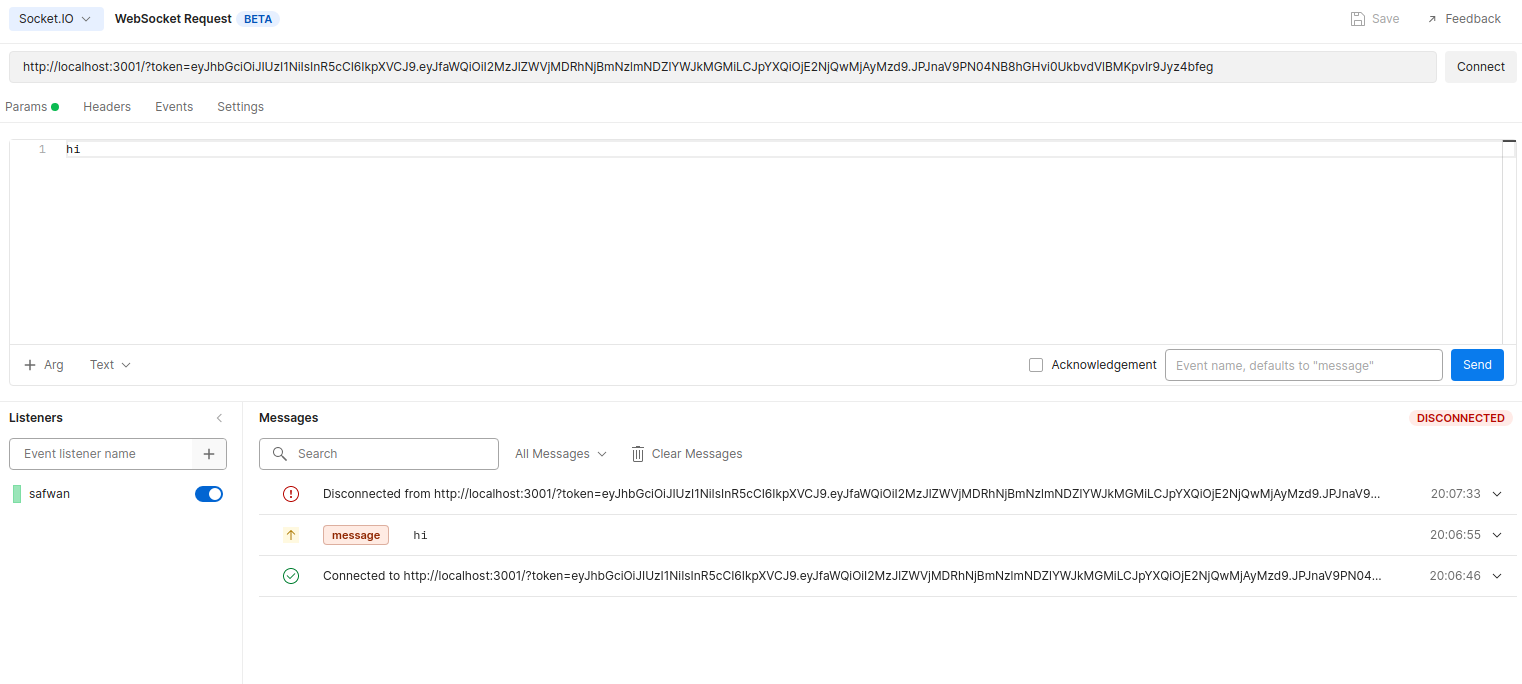 Socket.IO WebSocket Request BETA Save Feedback
http://localhost:3001/?token=eyJhbGciOiJIUzI1NiIsInR5cCI6IkpXVCJ9.eyJfaWQiOiI2MzJlZWVjMDRhNjBmNzlmNDZlYWJkMGMiLCJpYXQiOjE2NjQwMjAyMzd9.JPJnaV9PN04NB8hGHvi0UkbvdVlBMKpvIr9Jyz4bfeg Connect
Params Headers Events Settings
1 hi
+ Arg Text Acknowledgement Event name, defaults to "message" Send
Listeners Messages DISCONNECTED
Event listener name + Search All Messages Clear Messages
safwan Disconnected from http://localhost:3001/?token=eyJhbGciOiJIUzI1NiIsInR5cCI6IkpXVCJ9.eyJfaWQiOiI2MzJlZWVjMDRhNjBmNzlmNDZlYWJkMGMiLCJpYXQiOjE2NjQwMjAyMzd9.JPJnaV9... 20:07:33
message hi 20:06:55
Connected to http://localhost:3001/?token=eyJhbGciOiJIUzI1NiIsInR5cCI6IkpXVCJ9.eyJfaWQiOiI2MzJlZWVjMDRhNjBmNzlmNDZlYWJkMGMiLCJpYXQiOjE2NjQwMjAyMzd9.JPJnaV9PN04... 20:06:46